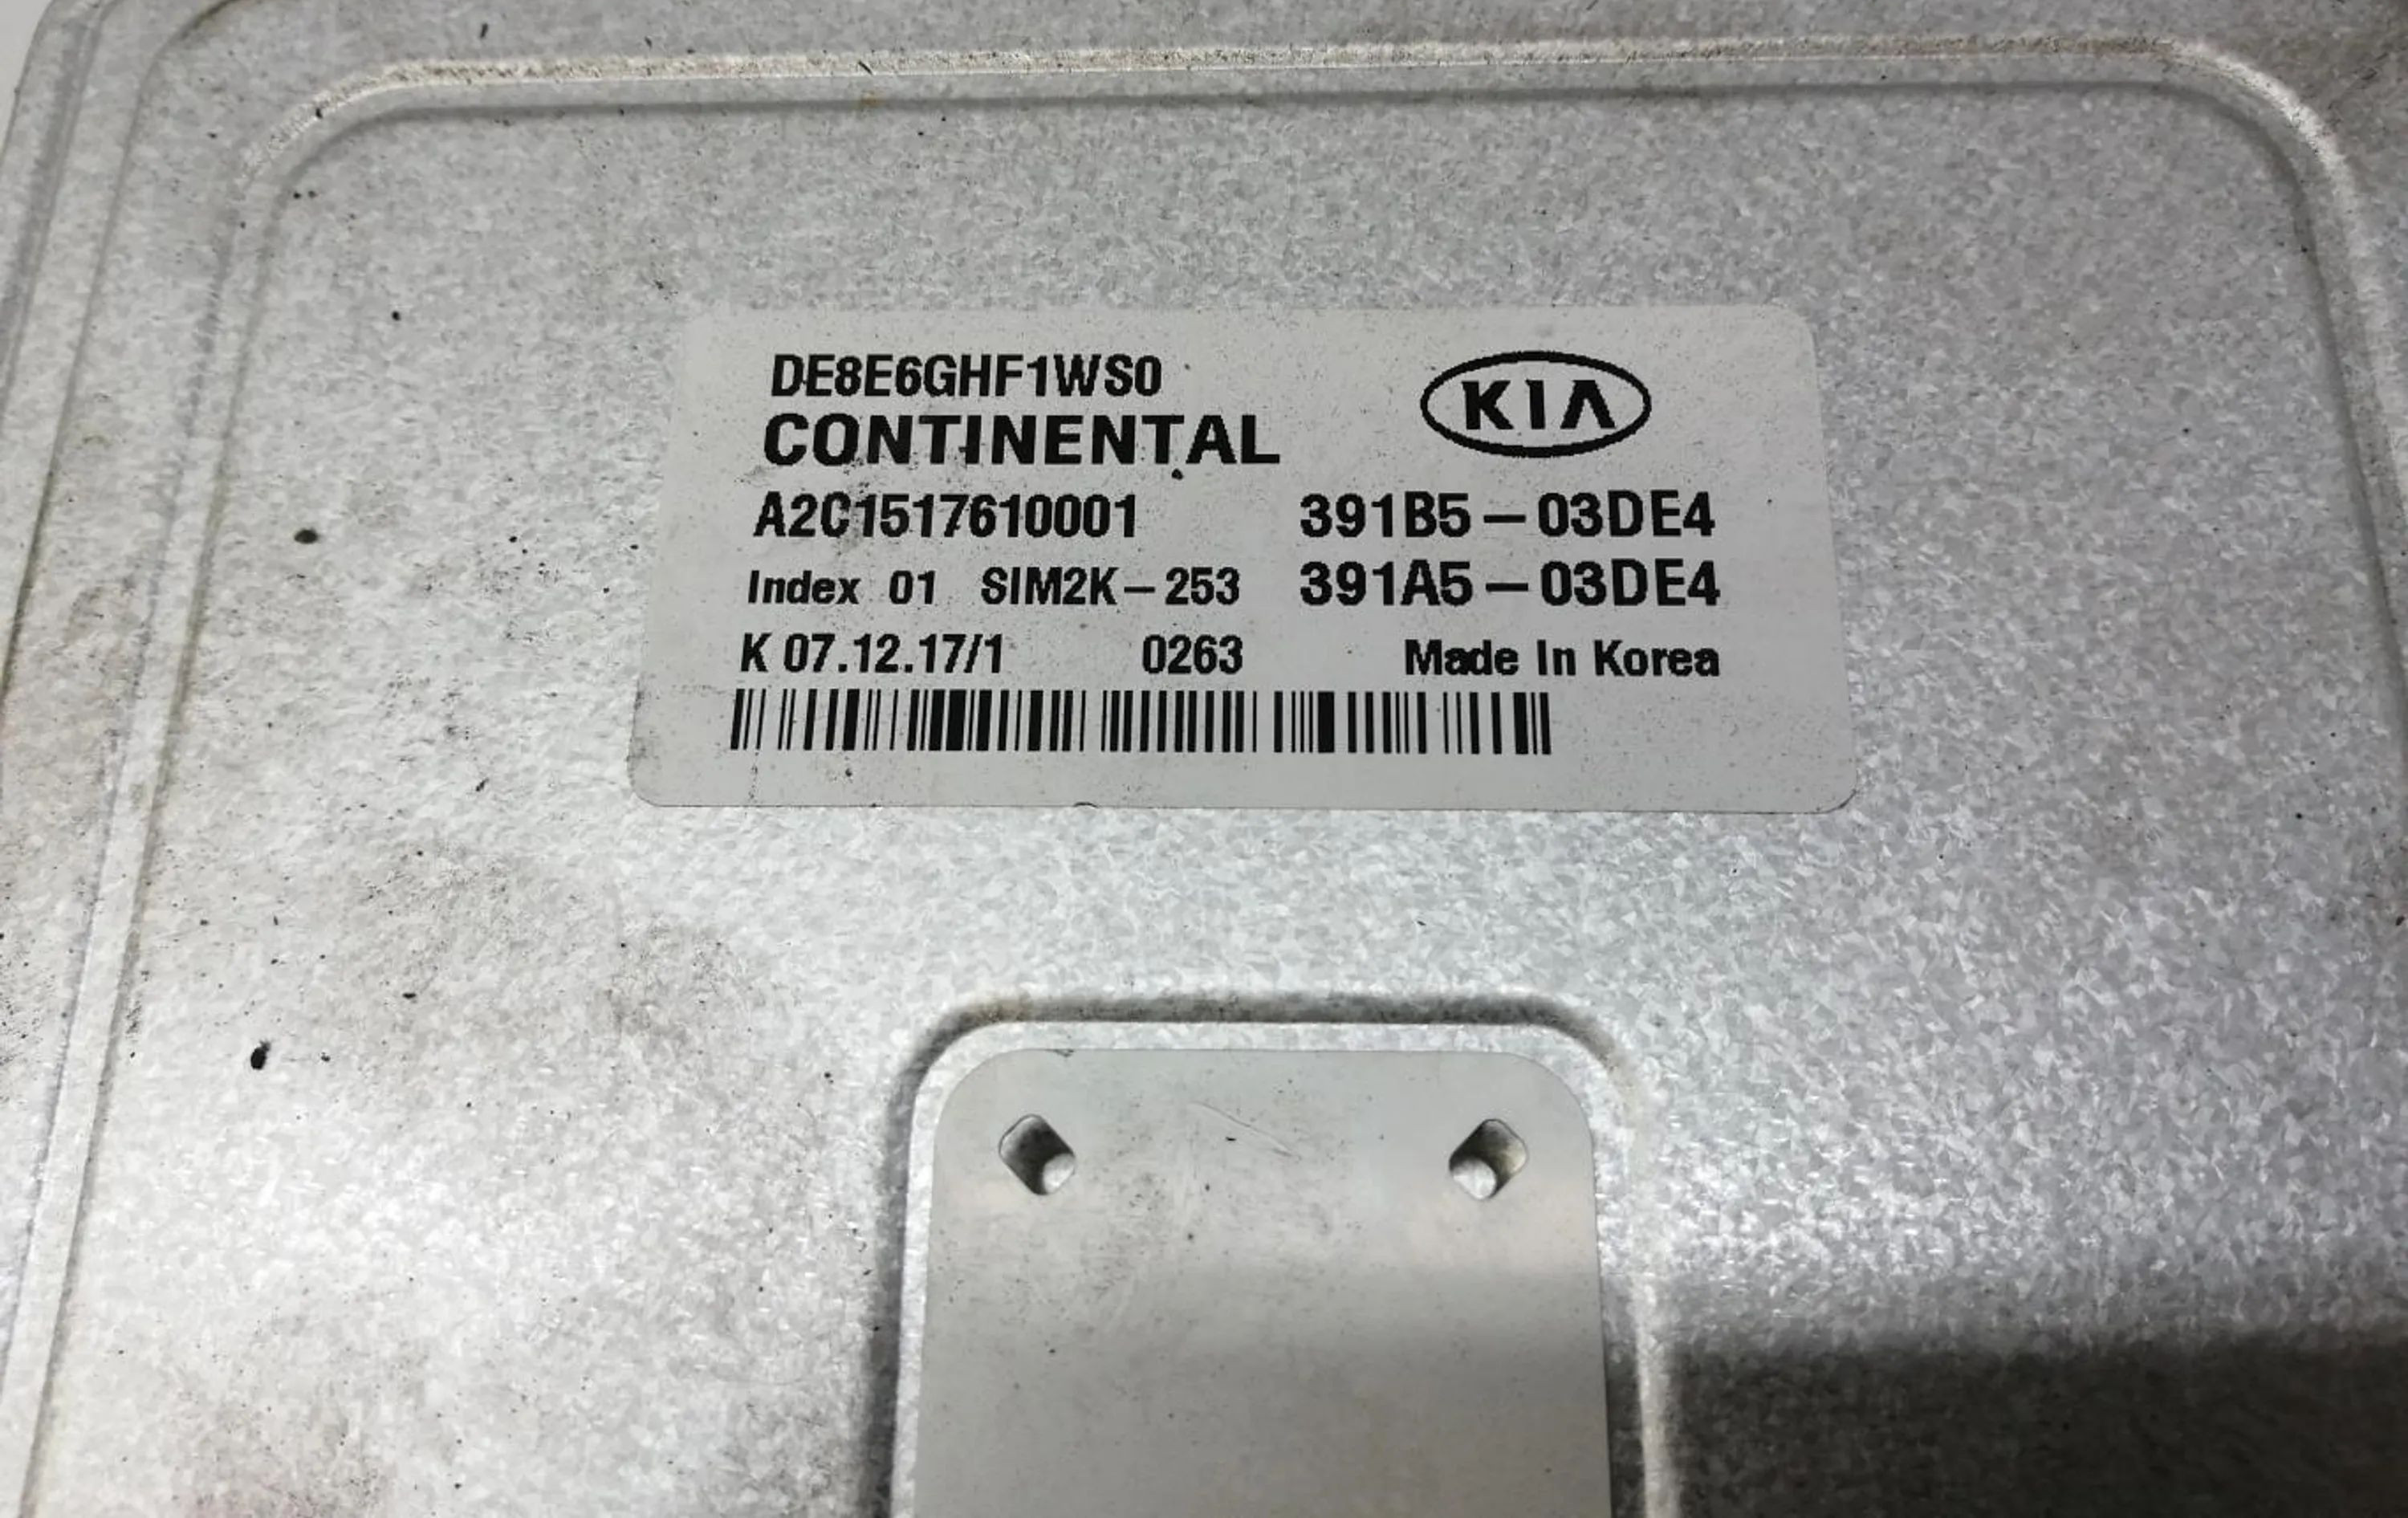 DE8E6GHF1WS0
KIA
CONTINENTAL
A2C1517610001 391B5-03DE4
Index 01 SIM2K-253 391A5-03DE4
K 07.12.17/1 0263 Made In Korea